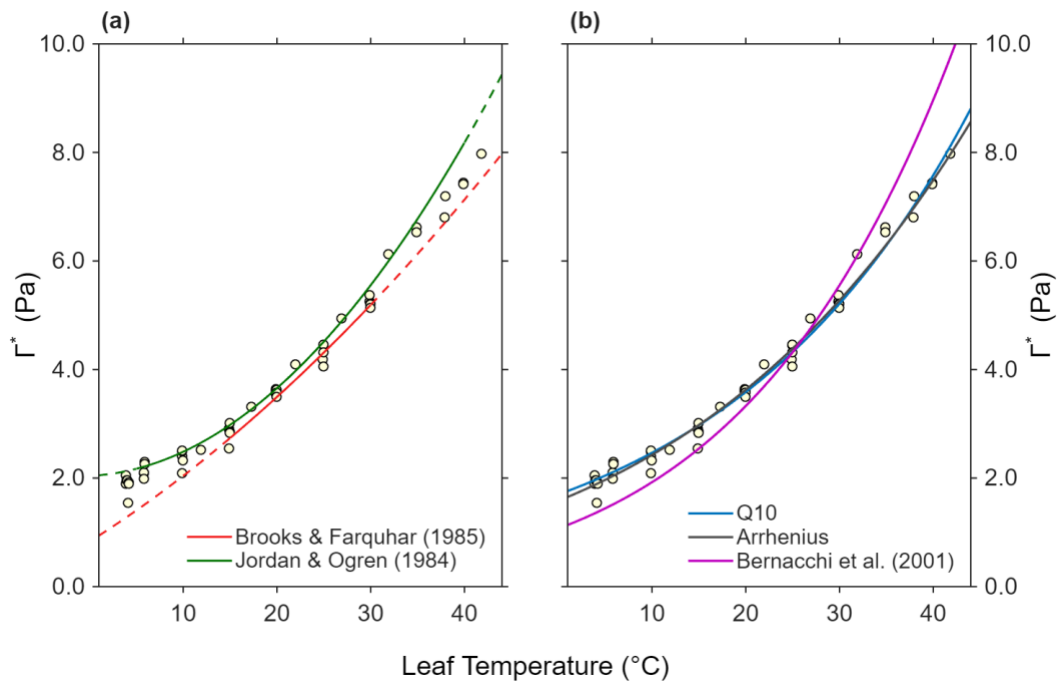 (a)
(b)
10.0
8.0
6.0
4.0
2.0
0.0
Γ* (Pa)
Brooks & Farquhar (1985)
Jordan & Ogren (1984)
10 20 30 40
10.0
8.0
6.0
4.0
2.0
0.0
Γ* (Pa)
Q10
Arrhenius
Bernacchi et al. (2001)
10 20 30 40
Leaf Temperature (°C)